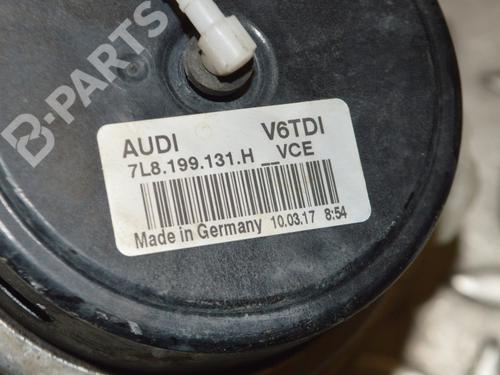 B-PARTS
AUDI V6TDI
7L8.199.131.H __VCE
Made in Germany 10.03.17 8:54